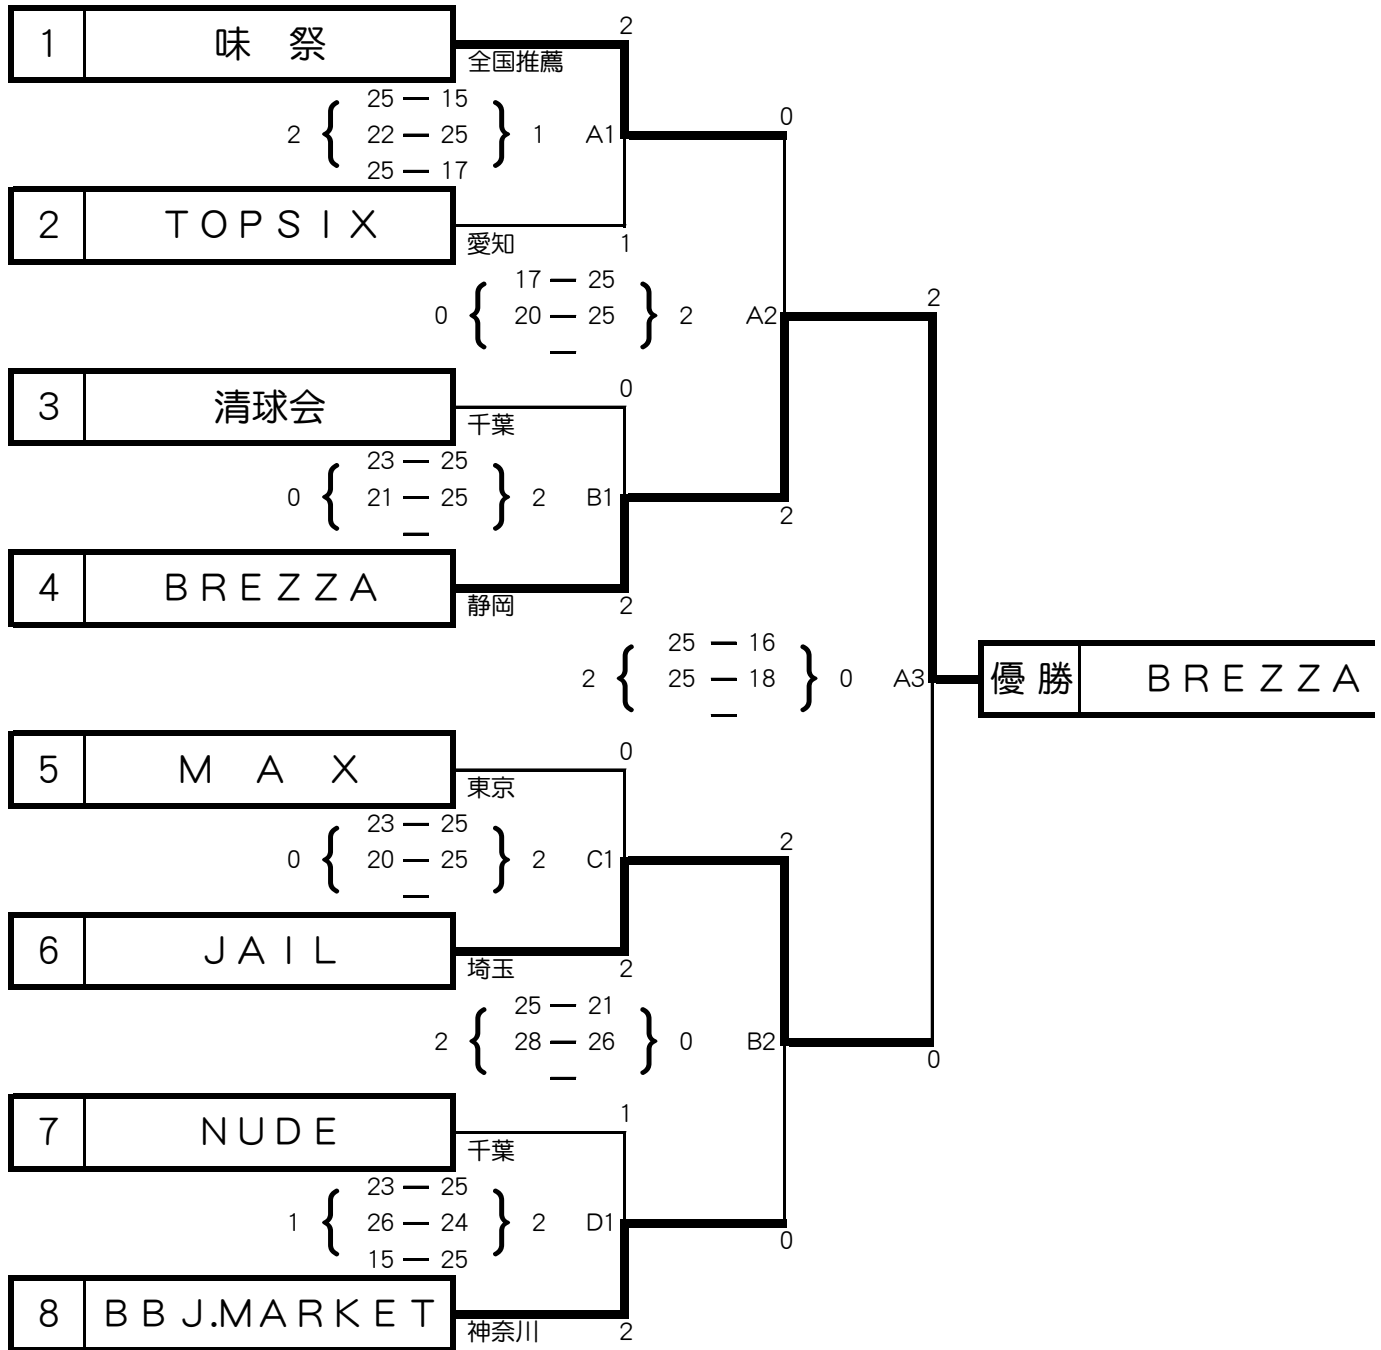 2
1 味 祭
全国推薦
25 ― 15
0
2 { 22 ― 25 } 1 A1
25 ― 17
2 ＴＯＰＳＩＸ
愛知 1
17 ― 25
2
0 { 20 ― 25 } 2 A2
―
0
3 清球会
千葉
23 ― 25
0 { 21 ― 25 } 2 B1
2
―
4 ＢＲＥＺＺＡ
静岡 2
25 ― 16
2 { 25 ― 18 } 0 A3 優 勝 ＢＲＥＺＺＡ
―
0
5 Ｍ Ａ Ｘ
東京
23 ― 25
2
0 { 20 ― 25 } 2 C1
―
6 ＪＡＩＬ
埼玉 2
25 ― 21
2 { 28 ― 26 } 0 B2
0
―
1
7 ＮＵＤＥ
千葉
23 ― 25
1 { 26 ― 24 } 2 D1
0
15 ― 25
8 ＢＢＪ.ＭＡＲＫＥＴ
神奈川 2